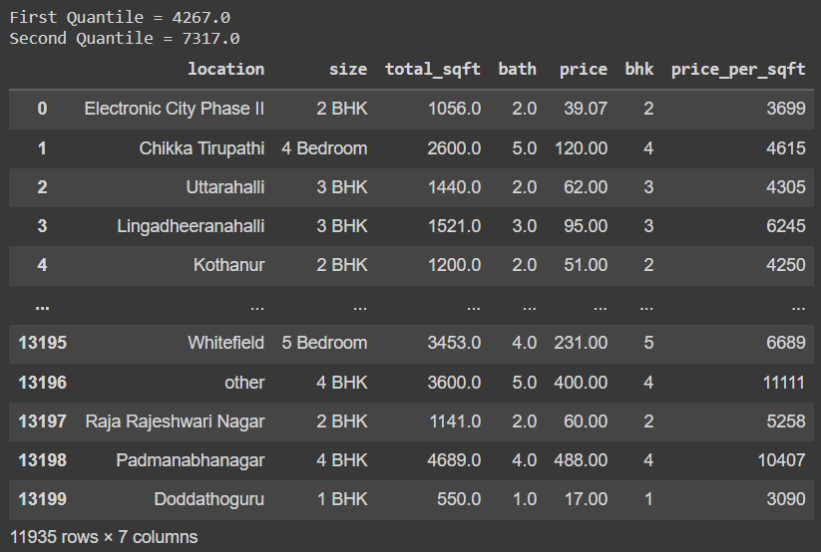 First Quantile = 4267.0
Second Quantile = 7317.0
location size total_sqft bath price bhk price_per_sqft
0 Electronic City Phase II 2 BHK 1056.0 2.0 39.07 2 3699
1 Chikka Tirupathi 4 Bedroom 2600.0 5.0 120.00 4 4615
2 Uttarahalli 3 BHK 1440.0 2.0 62.00 3 4305
3 Lingadheeranahalli 3 BHK 1521.0 3.0 95.00 3 6245
4 Kothanur 2 BHK 1200.0 2.0 51.00 2 4250
... ... ... ... ... ... ... ...
13195 Whitefield 5 Bedroom 3453.0 4.0 231.00 5 6689
13196 other 4 BHK 3600.0 5.0 400.00 4 11111
13197 Raja Rajeshwari Nagar 2 BHK 1141.0 2.0 60.00 2 5258
13198 Padmanabhanagar 4 BHK 4689.0 4.0 488.00 4 10407
13199 Doddathoguru 1 BHK 550.0 1.0 17.00 1 3090
11935 rows × 7 columns